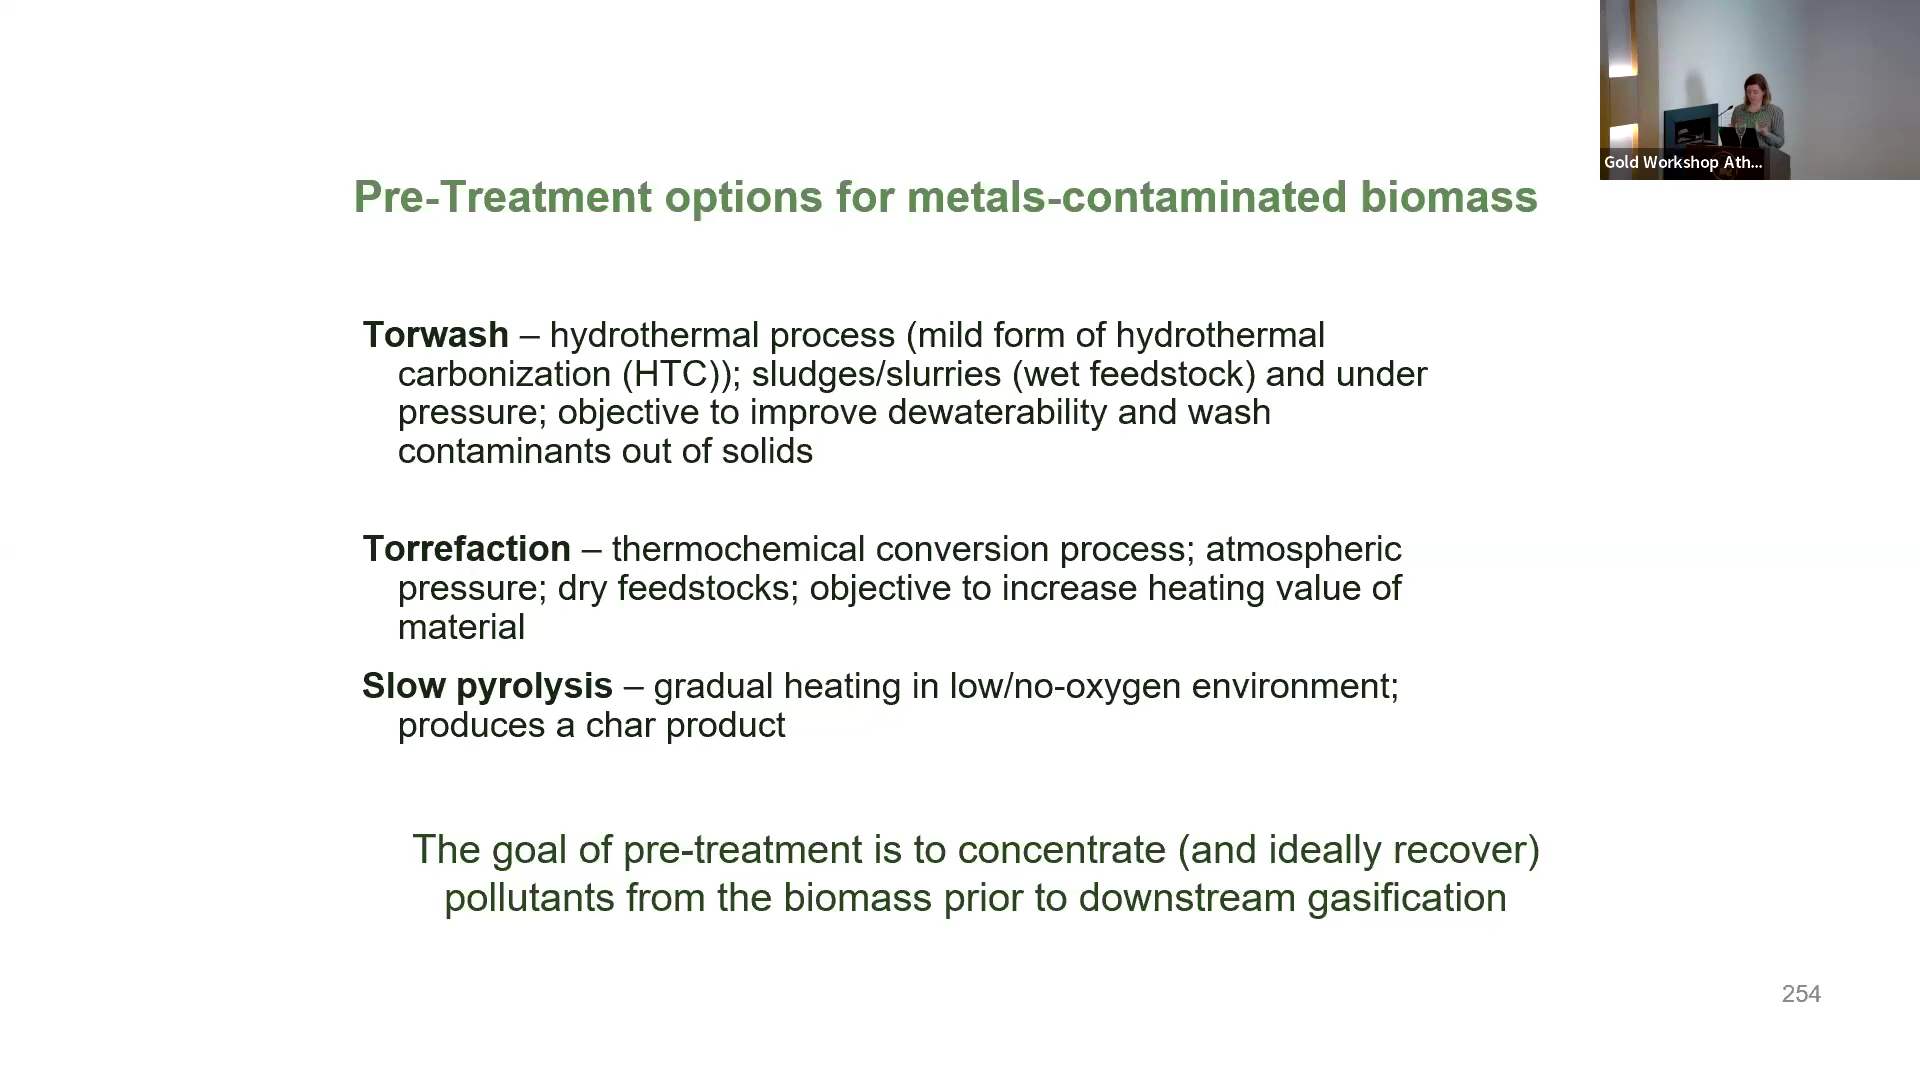 Gold Workshop Ath...
Pre-Treatment options for metals-contaminated biomass
Torwash – hydrothermal process (mild form of hydrothermal
carbonization (HTC)); sludges/slurries (wet feedstock) and under
pressure; objective to improve dewaterability and wash
contaminants out of solids
Torrefaction – thermochemical conversion process; atmospheric
pressure; dry feedstocks; objective to increase heating value of
material
Slow pyrolysis – gradual heating in low/no-oxygen environment;
produces a char product
The goal of pre-treatment is to concentrate (and ideally recover)
pollutants from the biomass prior to downstream gasification
254